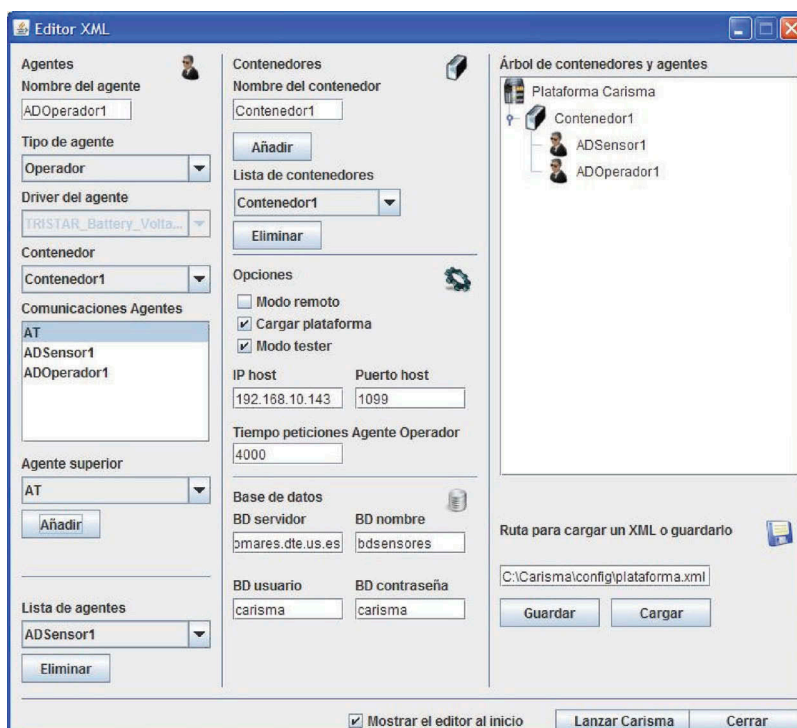 Editor XML
Agentes
Nombre del agente
ADOperador1
Tipo de agente
Operador
Driver del agente
TRISTAR_Battery_Volta...
Contenedor
Contenedor1
Comunicaciones Agentes
AT
ADSensor1
ADOperador1
Agente superior
AT
Añadir
Lista de agentes
ADSensor1
Eliminar
Contenedores
Nombre del contenedor
Contenedor1
Añadir
Lista de contenedores
Contenedor1
Eliminar
Opciones
Modo remoto
Cargar plataforma
Modo tester
IP host Puerto host
192.168.10.143 1099
Tiempo peticiones Agente Operador
4000
Base de datos
BD servidor BD nombre
omares.dte.us.es bdsensores
BD usuario BD contraseña
carisma carisma
Árbol de contenedores y agentes
Plataforma Carisma
Contenedor1
ADSensor1
ADOperador1
Ruta para cargar un XML o guardarlo
C:\Carisma\config\plataforma.xml
Guardar Cargar
Mostrar el editor al inicio Lanzar Carisma Cerrar